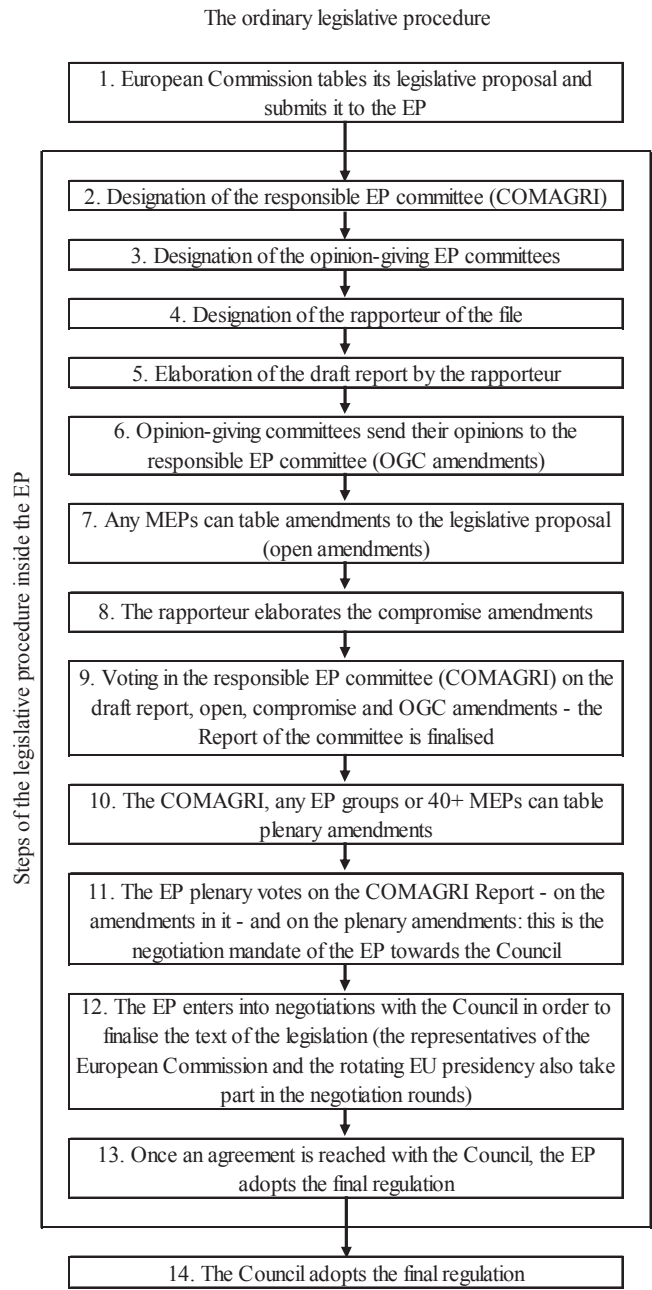 The ordinary legislative procedure
1. European Commission tables its legislative proposal and
submits it to the EP
Steps of the legislative procedure inside the EP
2. Designation of the responsible EP committee (COMAGRI)
3. Designation of the opinion-giving EP committees
4. Designation of the rapporteur of the file
5. Elaboration of the draft report by the rapporteur
6. Opinion-giving committees send their opinions to the
responsible EP committee (OGC amendments)
7. Any MEPs can table amendments to the legislative proposal
(open amendments)
8. The rapporteur elaborates the compromise amendments
9. Voting in the responsible EP committee (COMAGRI) on the
draft report, open, compromise and OGC amendments - the
Report of the committee is finalised
10. The COMAGRI, any EP groups or 40+ MEPs can table
plenary amendments
11. The EP plenary votes on the COMAGRI Report - on the
amendments in it - and on the plenary amendments: this is the
negotiation mandate of the EP towards the Council
12. The EP enters into negotiations with the Council in order to
finalise the text of the legislation (the representatives of the
European Commission and the rotating EU presidency also take
part in the negotiation rounds)
13. Once an agreement is reached with the Council, the EP
adopts the final regulation
14. The Council adopts the final regulation